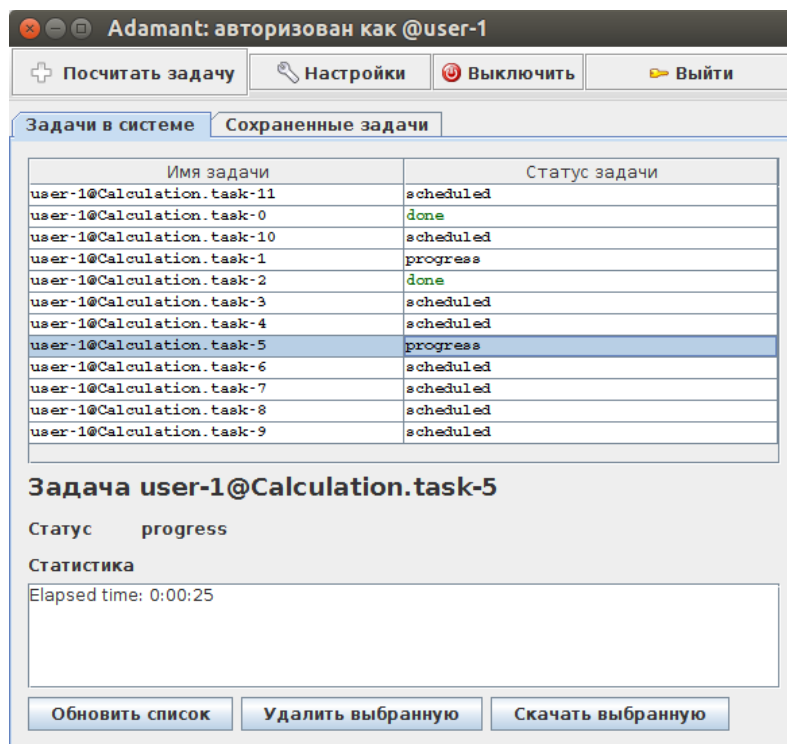 Adamant: авторизован как @user-1
Посчитать задачу Настройки Выключить Выйти
Задачи в системе Сохраненные задачи
Имя задачи Статус задачи
user-1@Calculation.task-11 scheduled
user-1@Calculation.task-0 done
user-1@Calculation.task-10 scheduled
user-1@Calculation.task-1 progress
user-1@Calculation.task-2 done
user-1@Calculation.task-3 scheduled
user-1@Calculation.task-4 scheduled
user-1@Calculation.task-5 progress
user-1@Calculation.task-6 scheduled
user-1@Calculation.task-7 scheduled
user-1@Calculation.task-8 scheduled
user-1@Calculation.task-9 scheduled
Задача user-1@Calculation.task-5
Статус progress
Статистика
Elapsed time: 0:00:25
Обновить список Удалить выбранную Скачать выбранную